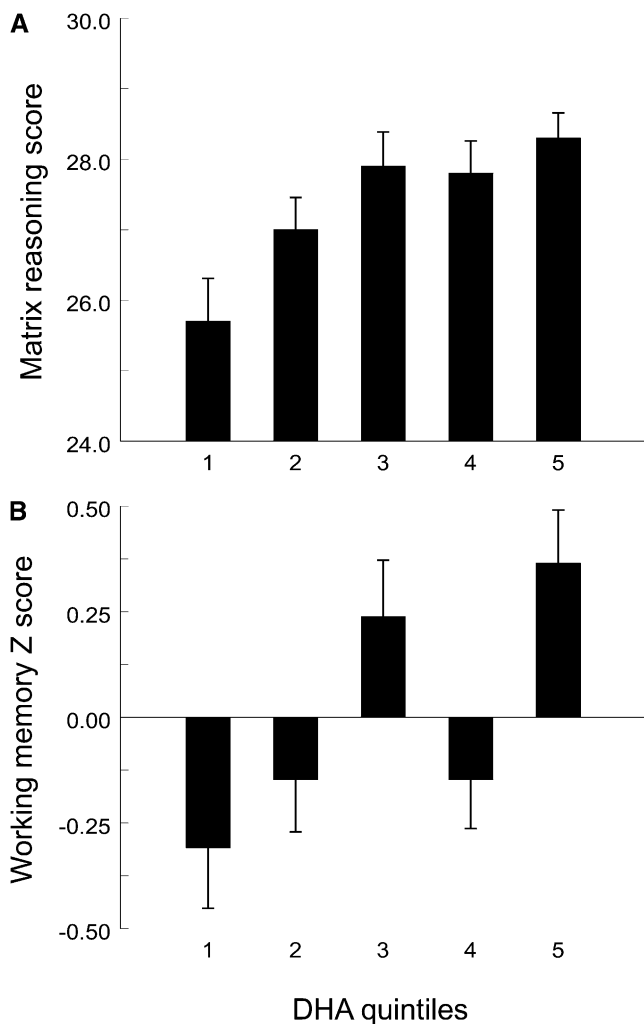 A
Matrix reasoning score
30.0
28.0
26.0
24.0
1 2 3 4 5
B
Working memory Z score
0.50
0.25
0.00
-0.25
-0.50
1 2 3 4 5
DHA quintiles